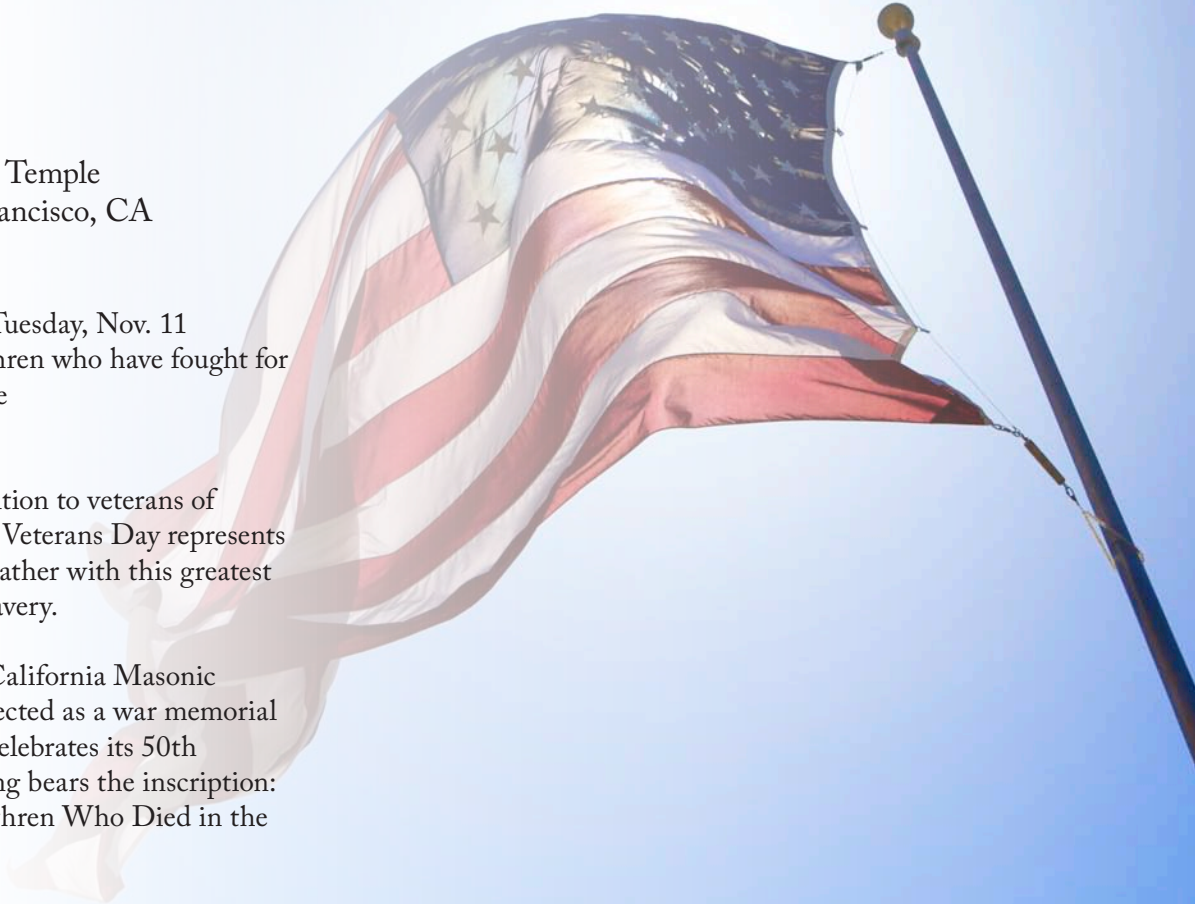 Temple
ancisco, CA
Tuesday, Nov. 11
hren who have fought for
e
ition to veterans of
Veterans Day represents
ather with this greatest
avery.
California Masonic
ected as a war memorial
elebrates its 50th
ng bears the inscription:
hren Who Died in the